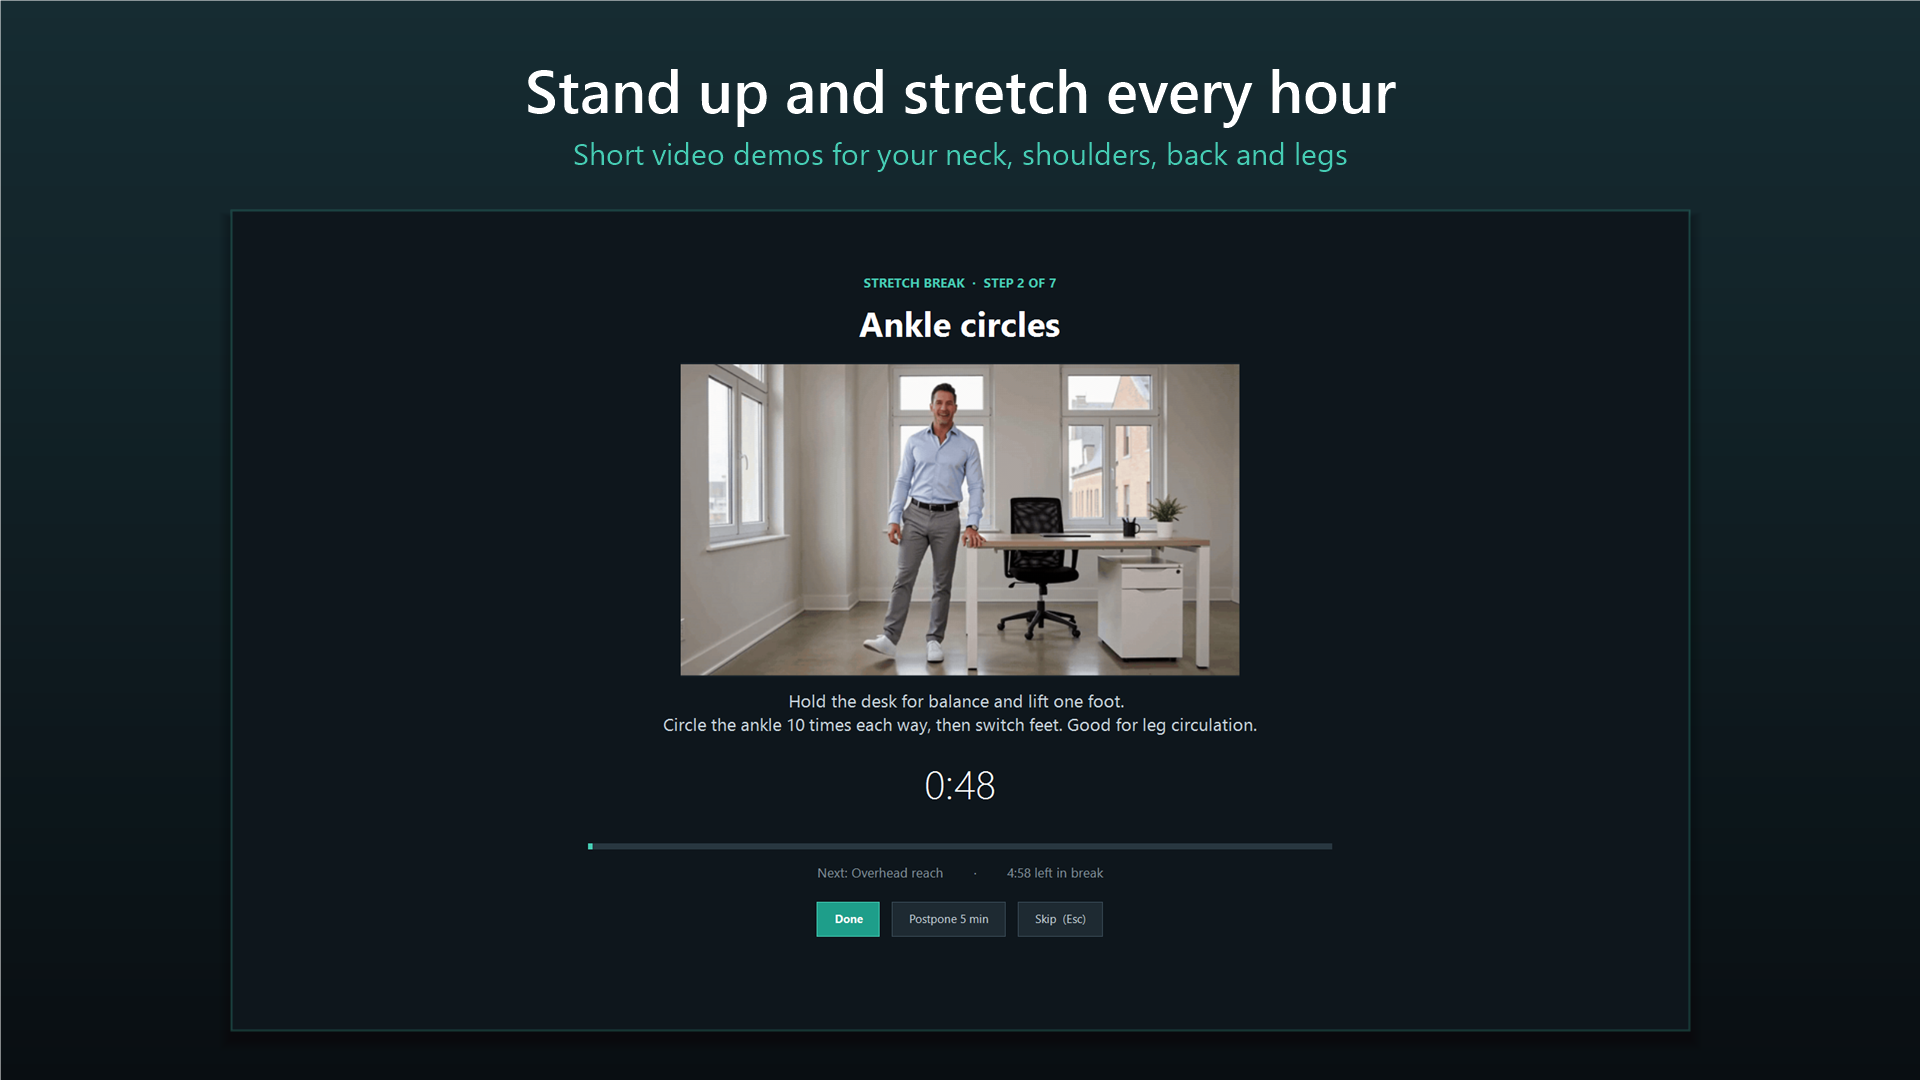 Stand up and stretch every hour
Short video demos for your neck, shoulders, back and legs
STRETCH BREAK · STEP 2 OF 7
Ankle circles
Hold the desk for balance and lift one foot.
Circle the ankle 10 times each way, then switch feet. Good for leg circulation.
0:48
Next: Overhead reach · 4:58 left in break
Done Postpone 5 min Skip (Esc)